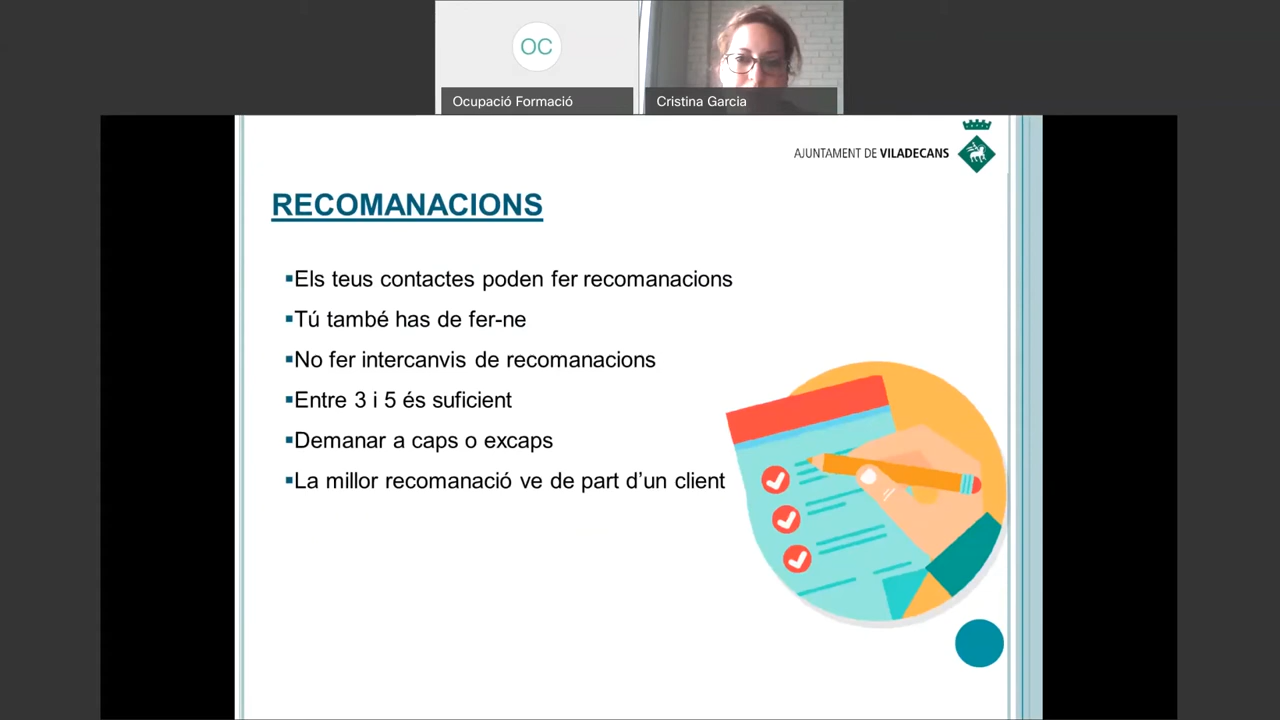 OC
Ocupació Formació
Cristina Garcia
AJUNTAMENT DE VILADECANS
RECOMANACIONS
▪Els teus contactes poden fer recomanacions
▪Tú també has de fer-ne
▪No fer intercanvis de recomanacions
▪Entre 3 i 5 és suficient
▪Demanar a caps o excaps
▪La millor recomanació ve de part d’un client